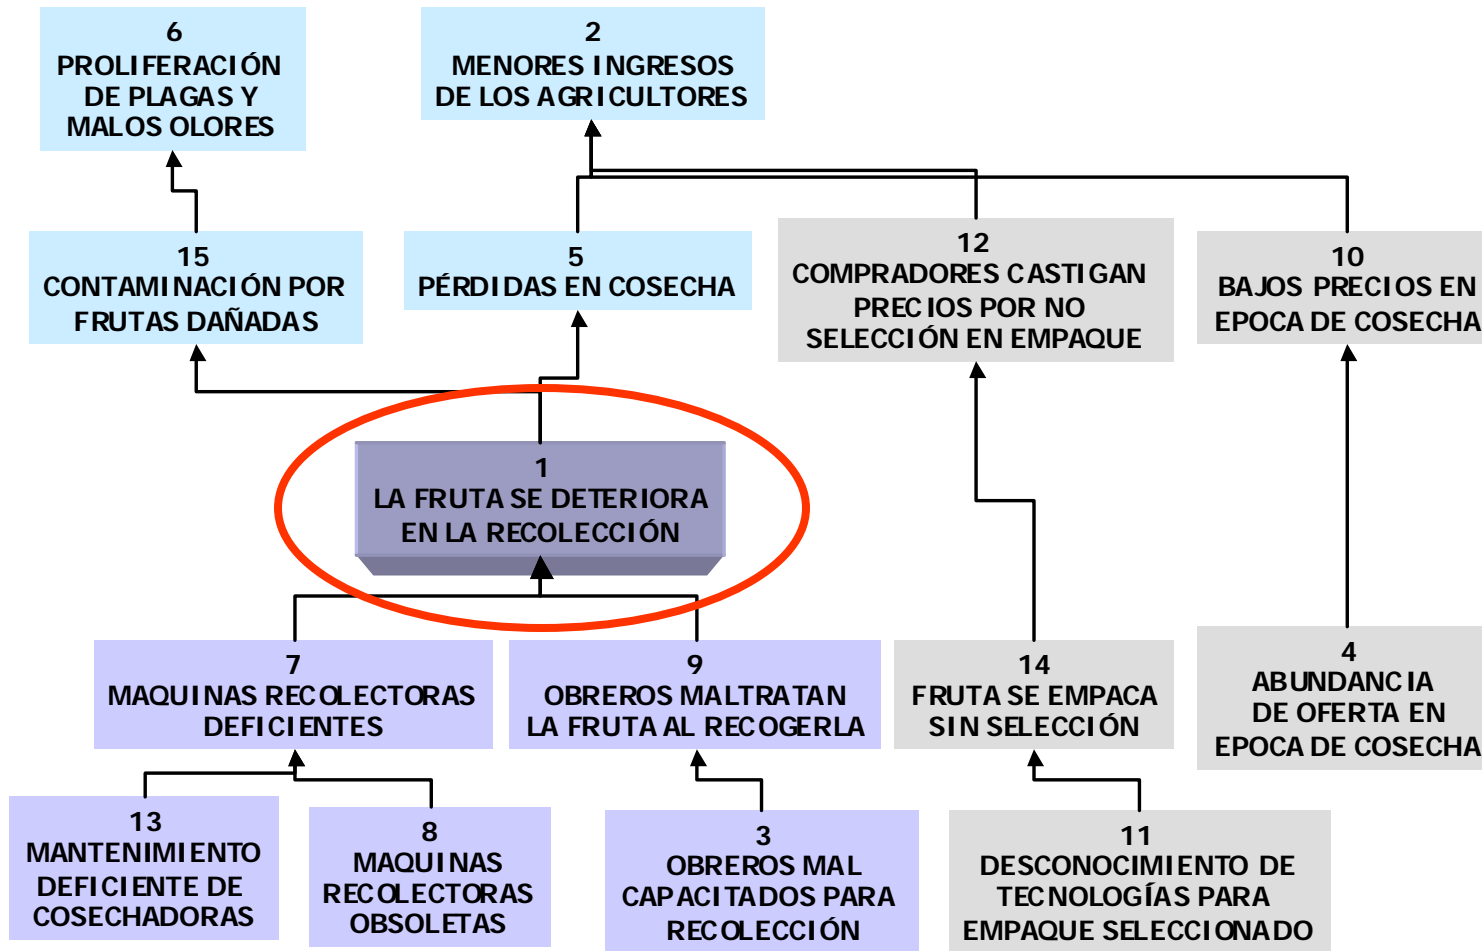 6
PROLIFERACIÓN
DE PLAGAS Y
MALOS OLORES
2
MENORES INGRESOS
DE LOS AGRICULTORES
15
CONTAMINACIÓN POR
FRUTAS DAÑADAS
5
PÉRDIDAS EN COSECHA
12
COMPRADORES CASTIGAN
PRECIOS POR NO
SELECCIÓN EN EMPAQUE
10
BAJOS PRECIOS EN
EPOCA DE COSECHA
1
LA FRUTA SE DETERIORA
EN LA RECOLECCIÓN
7
MAQUINAS RECOLECTORAS
DEFICIENTES
9
OBREROS MALTRATAN
LA FRUTA AL RECOGERLA
14
FRUTA SE EMPACA
SIN SELECCIÓN
4
ABUNDANCIA
DE OFERTA EN
EPOCA DE COSECHA
13
MANTENIMIENTO
DEFICIENTE DE
COSECHADORAS
8
MAQUINAS
RECOLECTORAS
OBSOLETAS
3
OBREROS MAL
CAPACITADOS PARA
RECOLECCIÓN
11
DESCONOCIMIENTO DE
TECNOLOGÍAS PARA
EMPAQUE SELECCIONADO